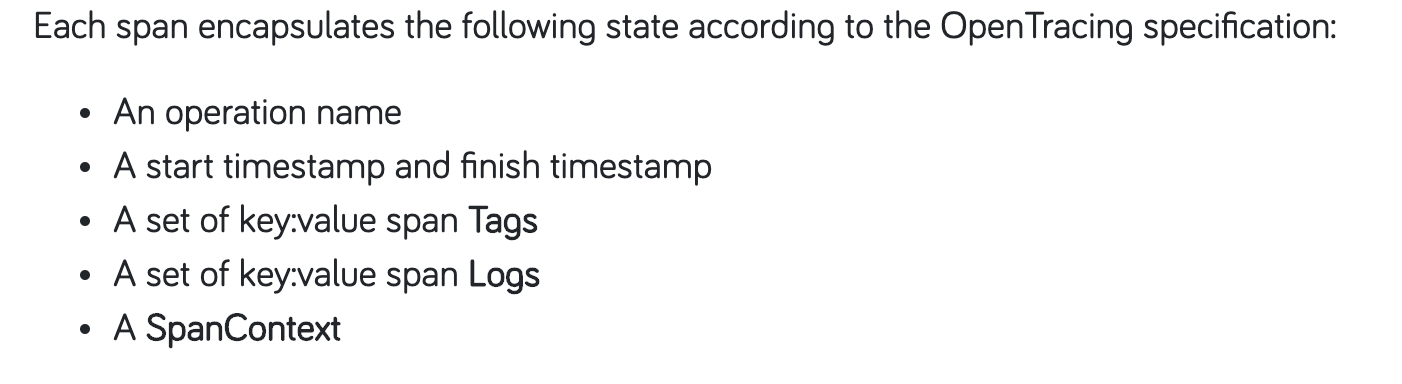 Each span encapsulates the following state according to the OpenTracing specification:
• An operation name
• A start timestamp and finish timestamp
• A set of key:value span Tags
• A set of key:value span Logs
• A SpanContext